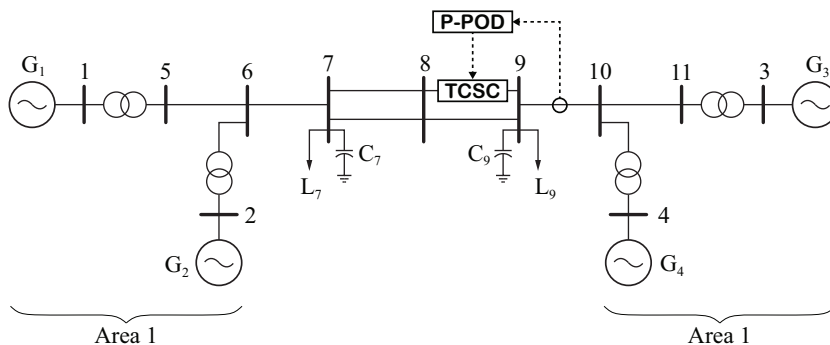 P-POD
G₁ 1 5 6 7 8 TCSC 9 10 11 3 G₃
C₇ C₉
L₇ L₉
2 4
G₂ G₄
Area 1 Area 1